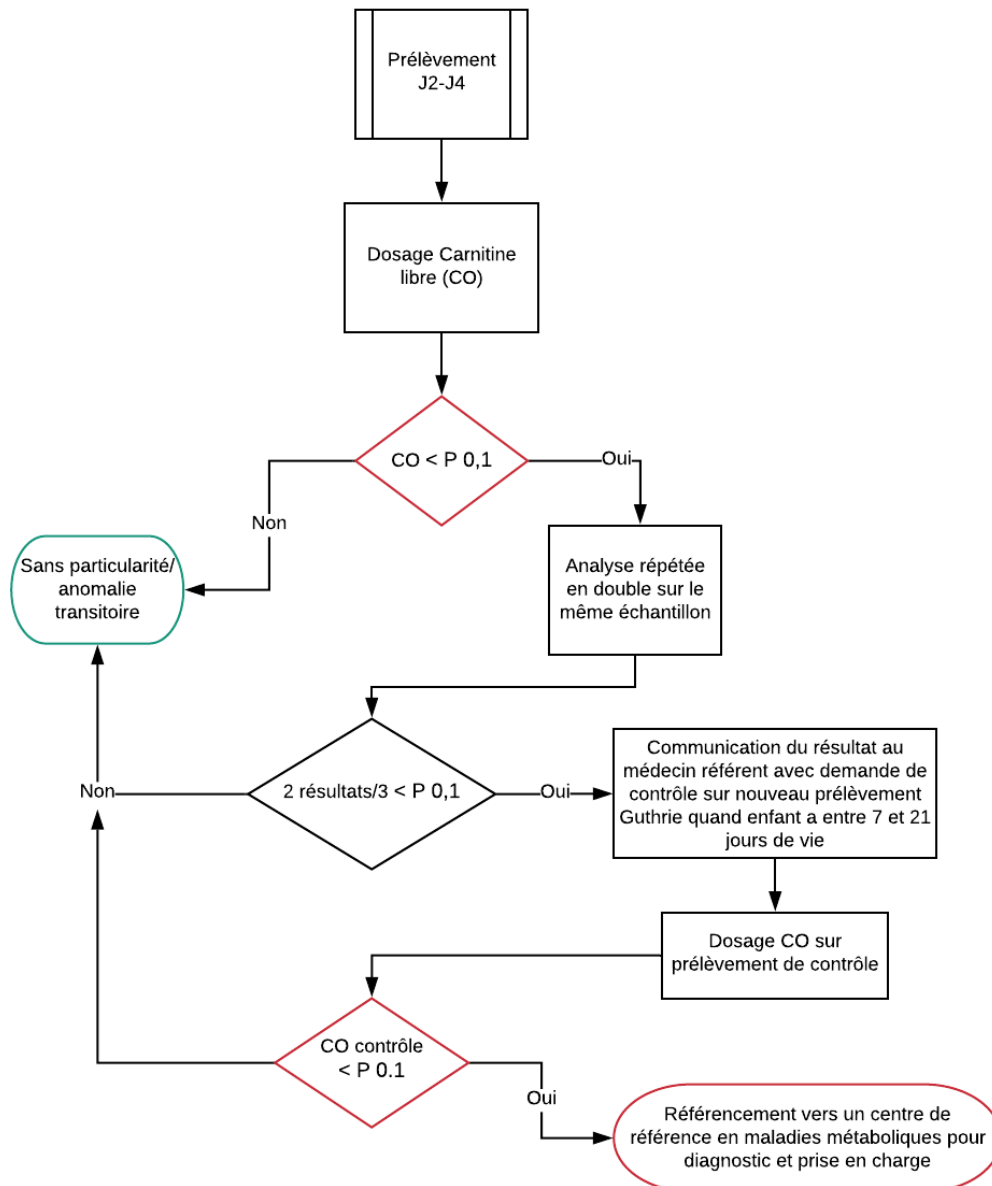 Prélèvement
J2-J4
Dosage Carnitine
libre (CO)
CO < P 0,1
Oui
Non
Sans particularité/
anomalie
transitoire
Analyse répétée
en double sur le
même échantillon
2 résultats/3 < P 0,1
Non
Oui
Communication du résultat au
médecin référent avec demande de
contrôle sur nouveau prélèvement
Guthrie quand enfant a entre 7 et 21
jours de vie
Dosage CO sur
prélèvement de contrôle
CO contrôle
< P 0.1
Oui
Référencement vers un centre de
référence en maladies métaboliques pour
diagnostic et prise en charge